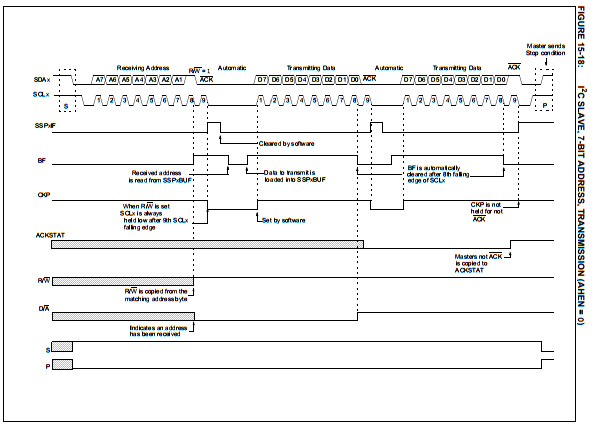 FIGURE 15-18: I²C SLAVE, 7-BIT ADDRESS, TRANSMISSION (AHEN = 0)
Master sends
Stop condition
Receiving Address R/W = 1 Automatic Transmitting Data Automatic Transmitting Data ACK
SDAx A7 A6 A5 A4 A3 A2 A1 ACK D7 D6 D5 D4 D3 D2 D1 D0 ACK D7 D6 D5 D4 D3 D2 D1 D0
SCLx 1 2 3 4 5 6 7 8 9 1 2 3 4 5 6 7 8 9 1 2 3 4 5 6 7 8 9
S P
SSPxIF
Cleared by software
BF
Received address
is read from SSPxBUF
Data to transmit is
loaded into SSPxBUF
BF is automatically
cleared after 8th falling
edge of SCLx
CKP
When R/W is set
SCLx is always
held low after 9th SCLx
falling edge
Set by software
CKP is not
held for not
ACK
ACKSTAT
Masters not ACK
is copied to
ACKSTAT
R/W
R/W is copied from the
matching address byte
D/A
Indicates an address
has been received
S
P